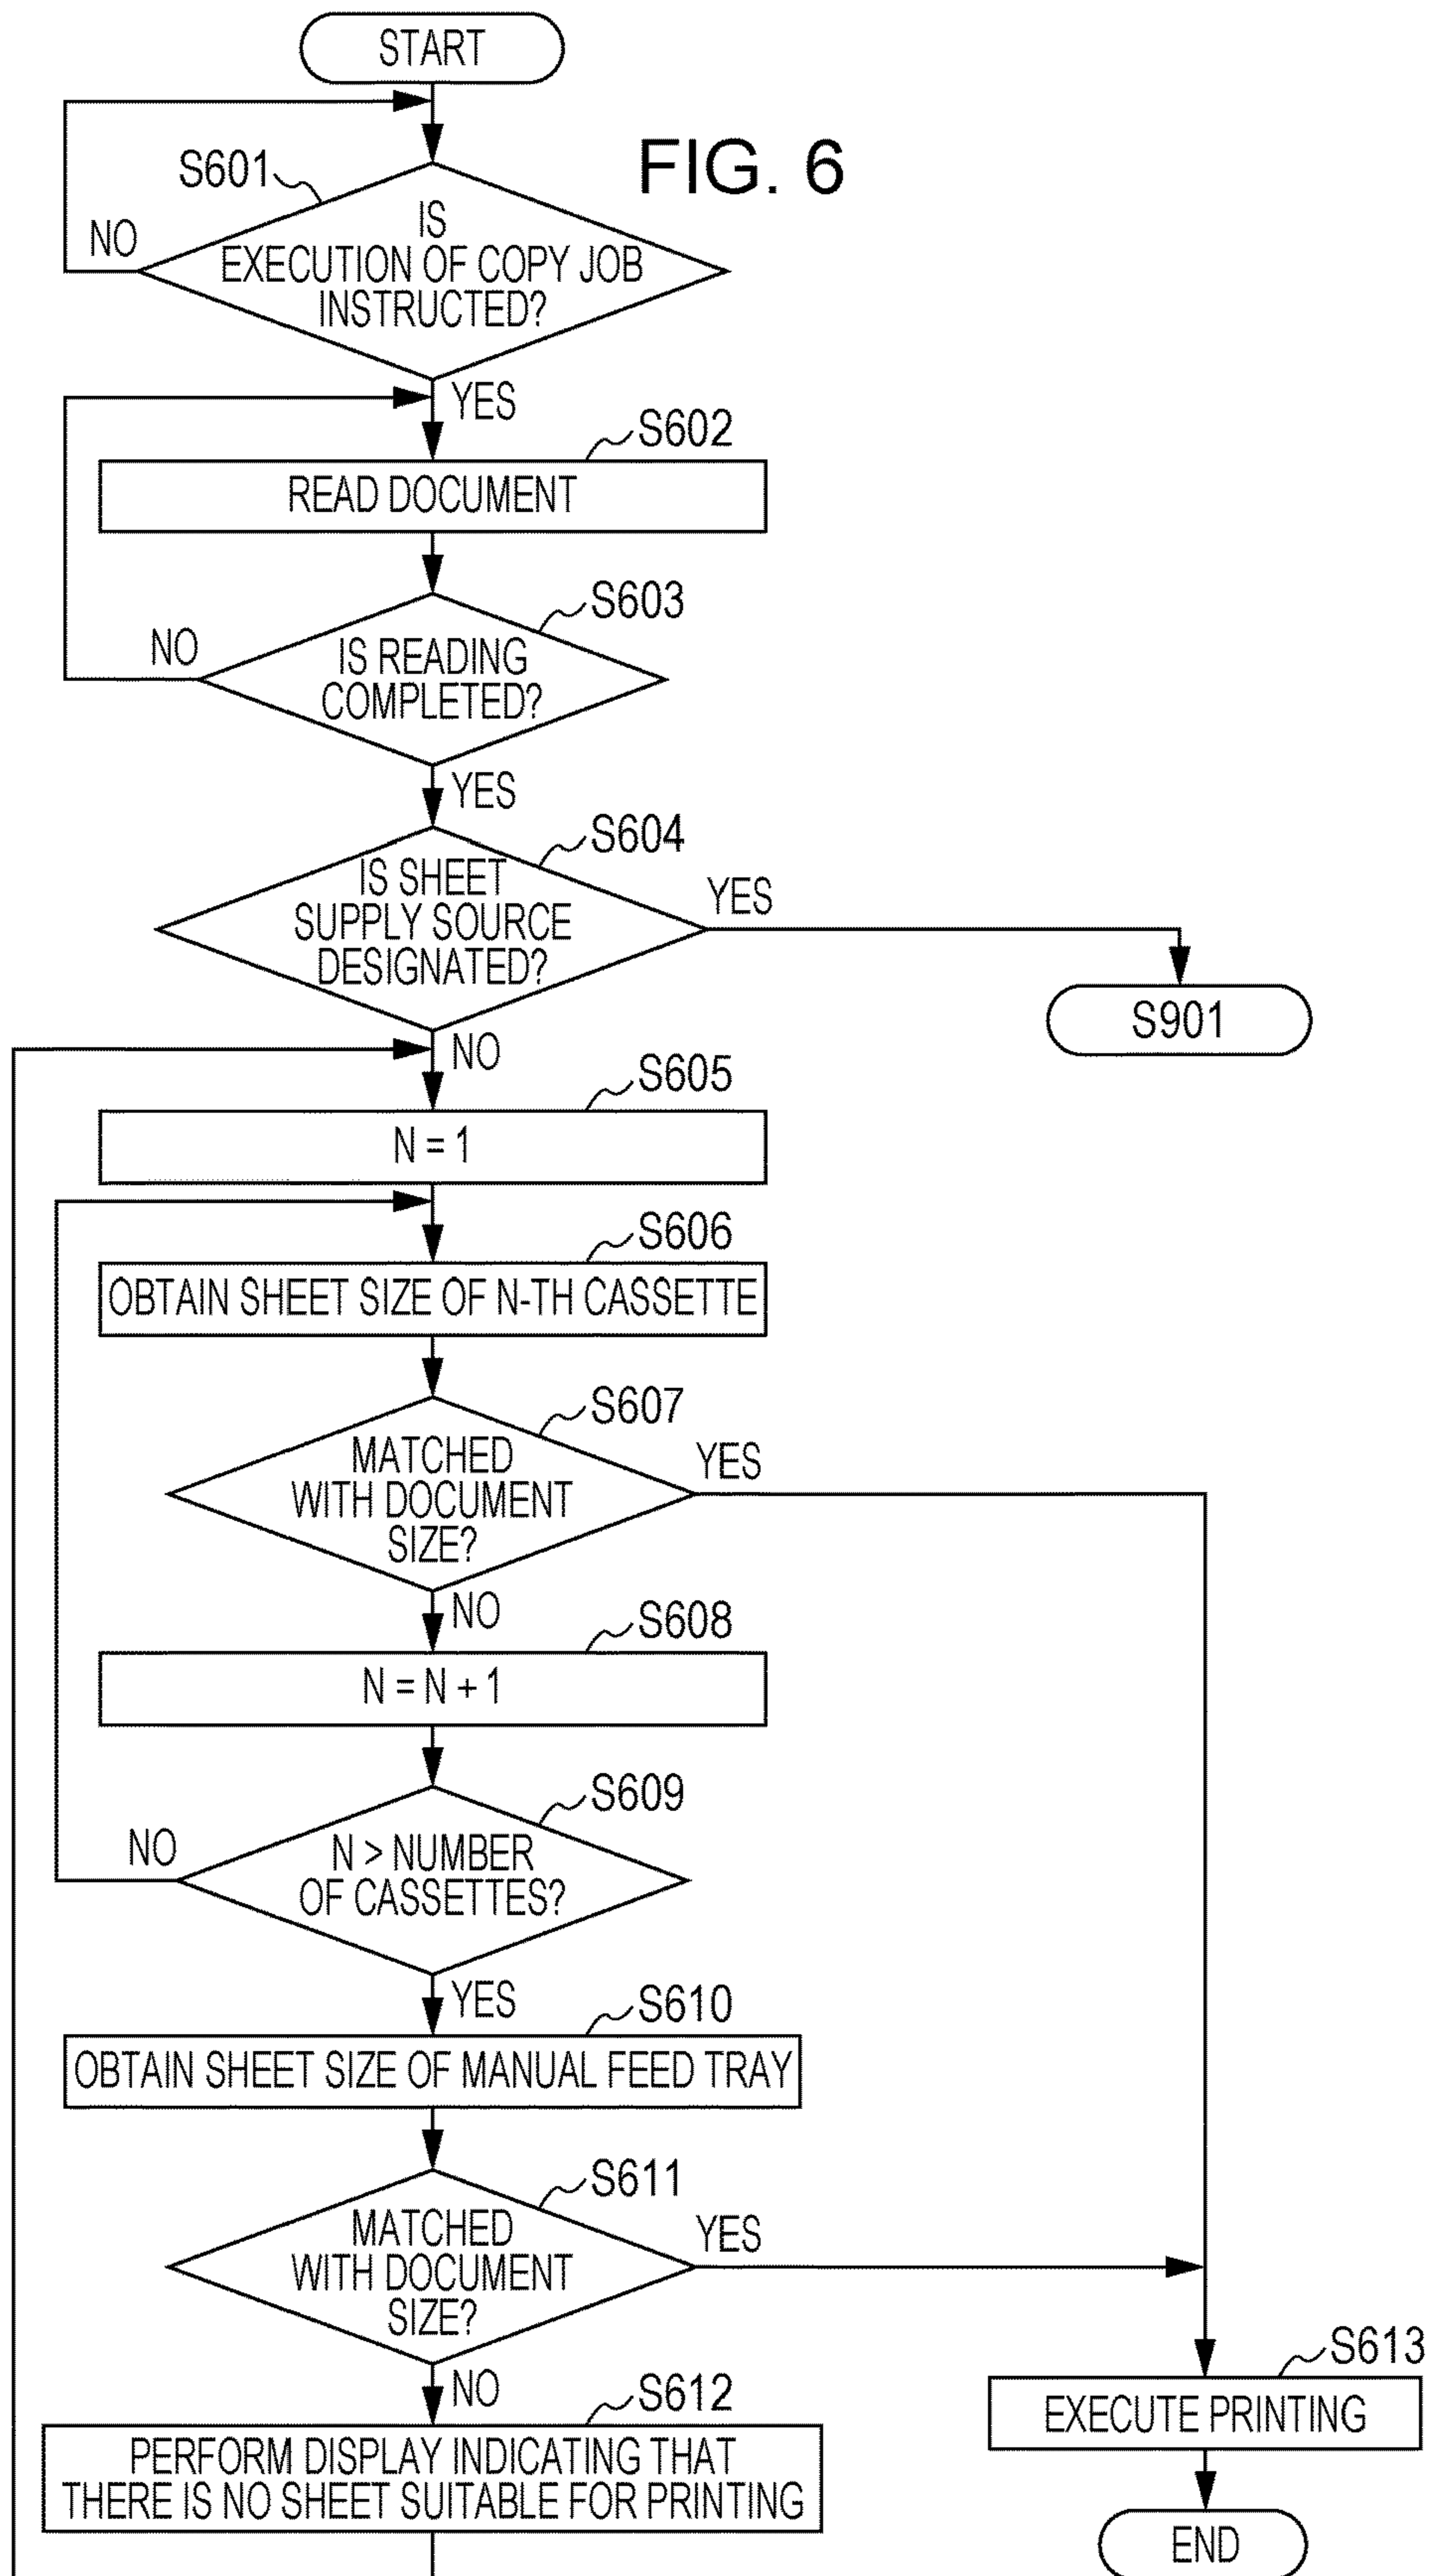 START
FIG. 6
S601
IS
EXECUTION OF COPY JOB
INSTRUCTED?
NO
YES
S602
READ DOCUMENT
S603
IS READING
COMPLETED?
NO
YES
S604
IS SHEET
SUPPLY SOURCE
DESIGNATED?
YES
S901
NO
S605
N = 1
S606
OBTAIN SHEET SIZE OF N-TH CASSETTE
S607
MATCHED
WITH DOCUMENT
SIZE?
YES
NO
S608
N = N + 1
S609
N > NUMBER
OF CASSETTES?
NO
YES
S610
OBTAIN SHEET SIZE OF MANUAL FEED TRAY
S611
MATCHED
WITH DOCUMENT
SIZE?
YES
NO
S612
PERFORM DISPLAY INDICATING THAT
THERE IS NO SHEET SUITABLE FOR PRINTING
S613
EXECUTE PRINTING
END